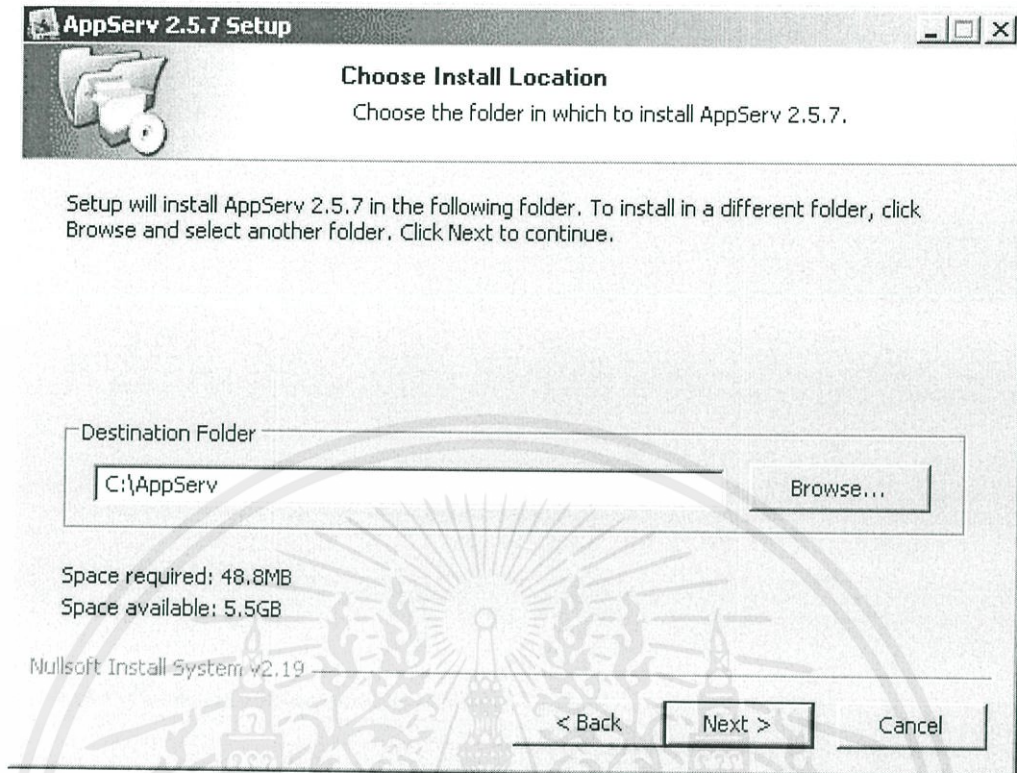 AppServ 2.5.7 Setup
Choose Install Location
Choose the folder in which to install AppServ 2.5.7.
Setup will install AppServ 2.5.7 in the following folder. To install in a different folder, click
Browse and select another folder. Click Next to continue.
Destination Folder
C:\AppServ
Browse...
Space required: 48.8MB
Space available: 5.5GB
Nullsoft Install System v2.19
< Back
Next >
Cancel